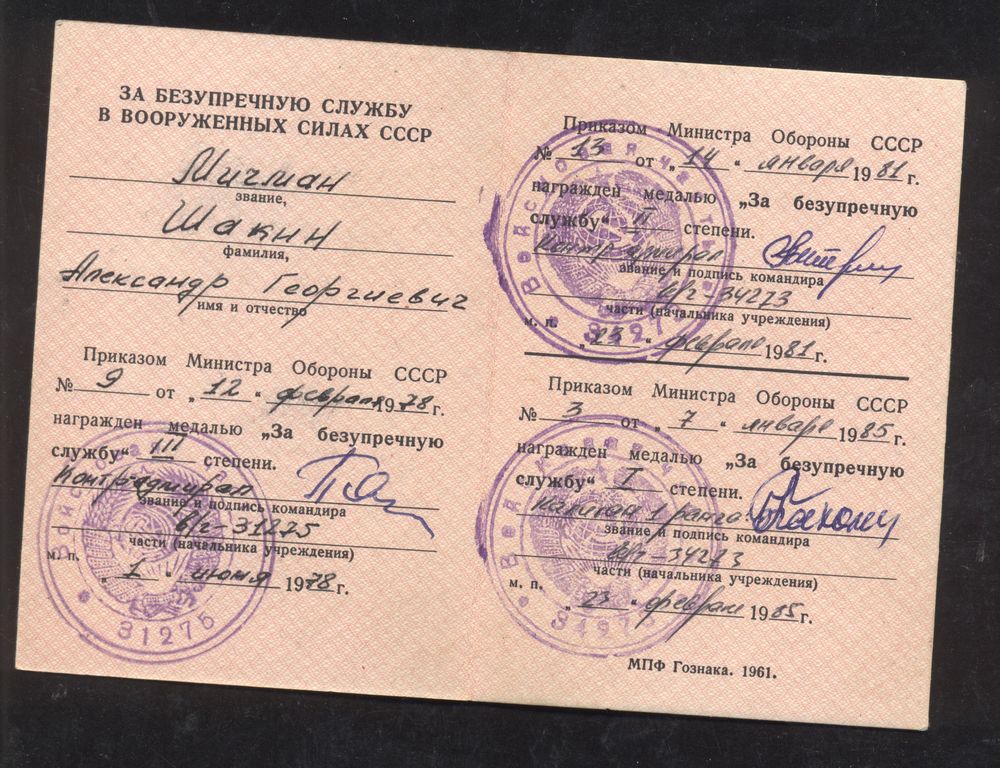 ЗА БЕЗУПРЕЧНУЮ СЛУЖБУ
В ВООРУЖЕННЫХ СИЛАХ СССР
Мичман
звание,
Шакин
фамилия,
Александр Георгиевич
имя и отчество
Приказом Министра Обороны СССР
№ 9 от „12“ февраля 1978 г.
награжден медалью „За безупречную
службу“ III степени.
Контрадмирал
звание и подпись командира
в/ч-31275
части (начальника учреждения)
м. п.
„1“ июня 1978 г.
Войсковая
31275
Приказом Министра Обороны СССР
№ 13 от „14“ января 1981 г.
награжден медалью „За безупречную
службу“ II степени.
Контр адмирал
звание и подпись командира
в/ч-34273
части (начальника учреждения)
м. п.
„23“ февраля 1981 г.
Войсковая часть
Приказом Министра Обороны СССР
№ 3 от „7“ января 1985 г.
награжден медалью „За безупречную
службу“ I степени.
Капитан 1 ранга
звание и подпись командира
в/ч-34273
части (начальника учреждения)
м. п.
„23“ февраля 1985 г.
Войсковая
МПФ Гознака. 1961.